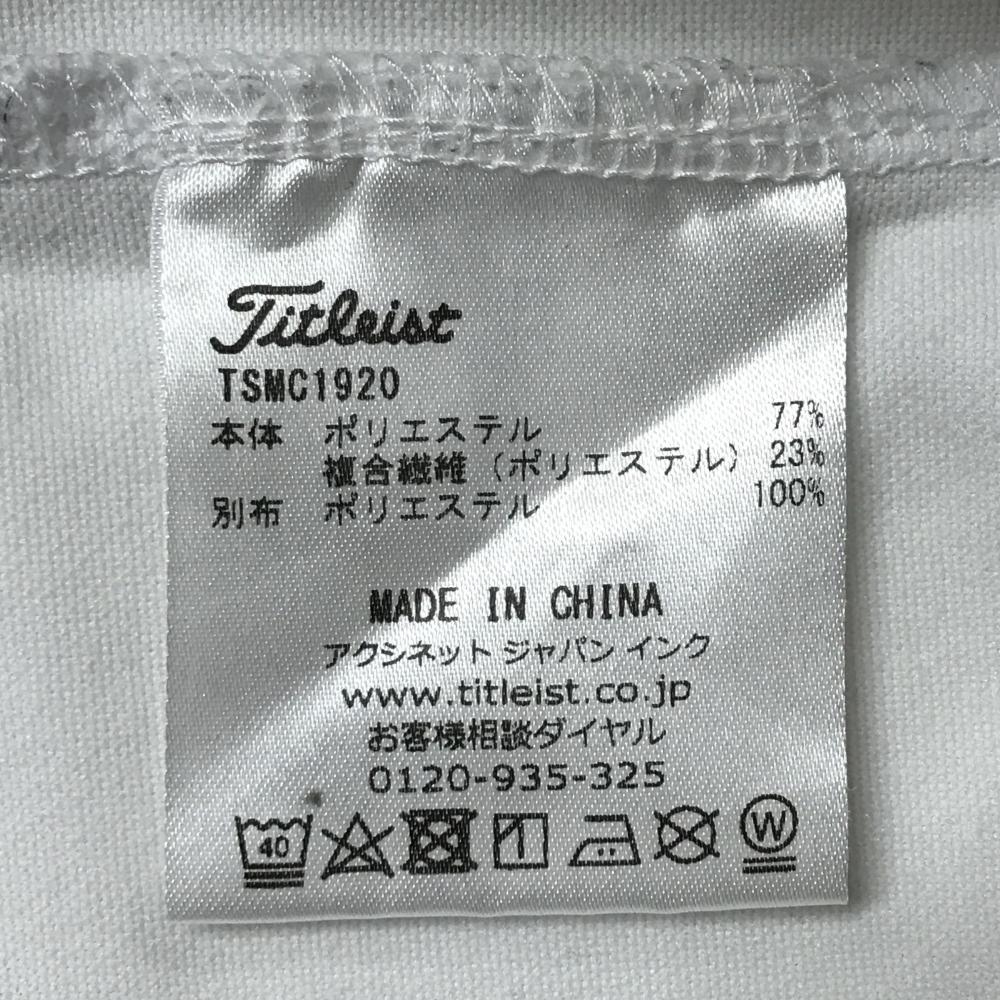 Titleist
TSMC1920
本体 ポリエステル 77%
複合繊維（ポリエステル） 23%
別布 ポリエステル 100%
MADE IN CHINA
アクシネット ジャパン インク
www.titleist.co.jp
お客様相談ダイヤル
0120-935-325
40 W